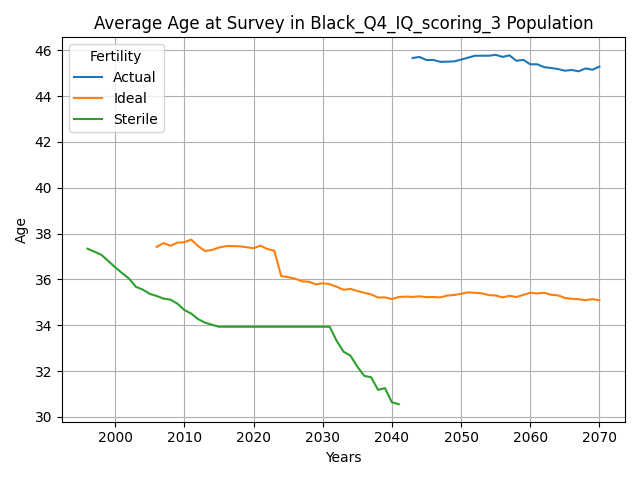 Average Age at Survey in Black_Q4_IQ_scoring_3 Population
Fertility
Actual
Ideal
Sterile
46
44
42
40
38
36
34
32
30
Age
2000
2010
2020
2030
2040
2050
2060
2070
Years